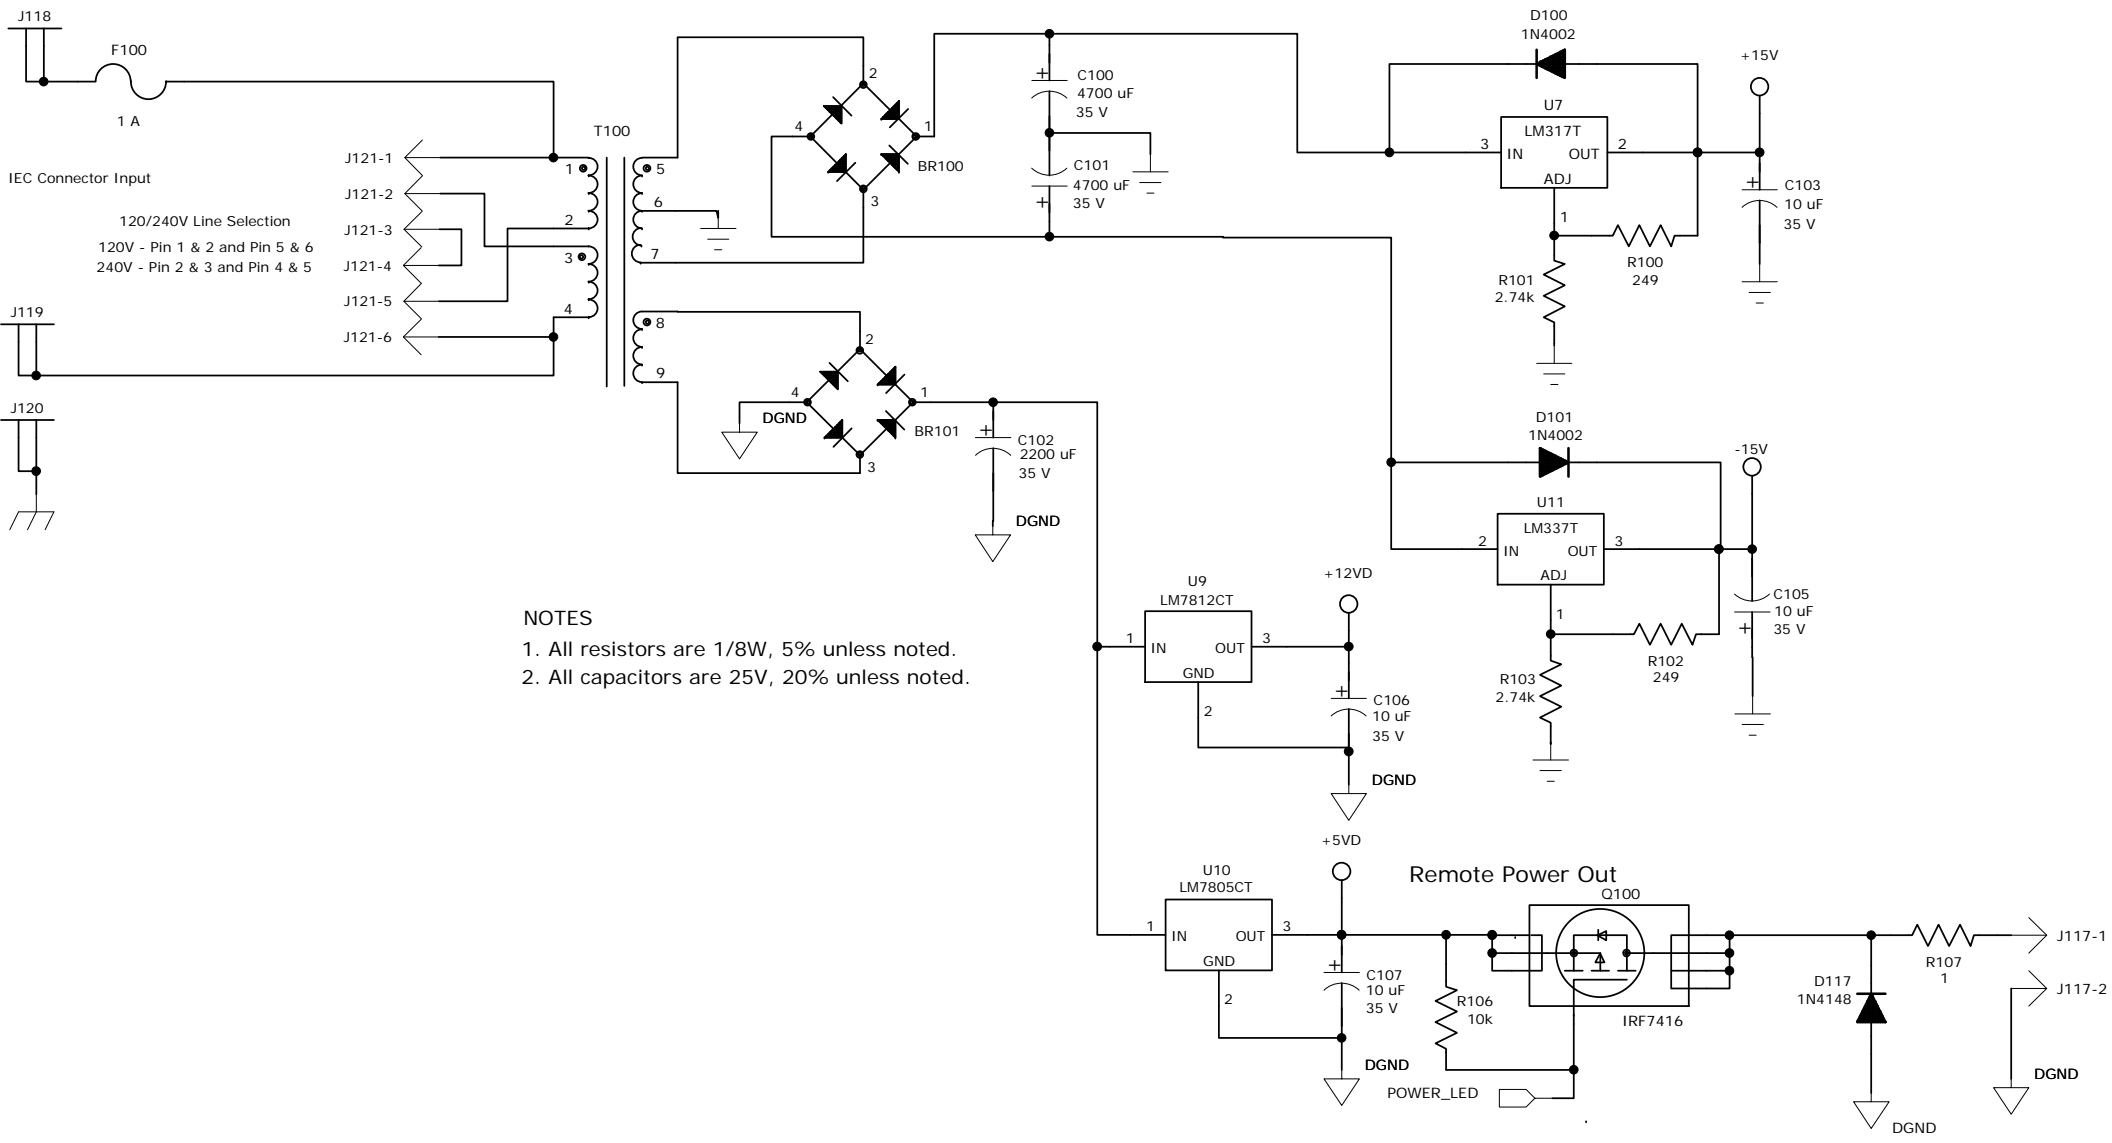 J118
F100
1 A
IEC Connector Input
120/240V Line Selection
120V - Pin 1 & 2 and Pin 5 & 6
240V - Pin 2 & 3 and Pin 4 & 5
J119
J120
J121-1
J121-2
J121-3
J121-4
J121-5
J121-6
T100
1
2
3
4
5
6
7
8
9
2
4
1
3
BR100
+
C100
4700 uF
35 V
C101
4700 uF
35 V
+
2
4
1
3
DGND
BR101
+
C102
2200 uF
35 V
DGND
D100
1N4002
U7
LM317T
3
IN
OUT
2
ADJ
1
R100
249
R101
2.74k
+15V
+
C103
10 uF
35 V
D101
1N4002
U11
LM337T
2
IN
OUT
3
ADJ
1
R102
249
R103
2.74k
-15V
C105
10 uF
35 V
+
NOTES
1. All resistors are 1/8W, 5% unless noted.
2. All capacitors are 25V, 20% unless noted.
U9
LM7812CT
1
IN
OUT
3
GND
2
+12VD
+
C106
10 uF
35 V
DGND
U10
LM7805CT
1
IN
OUT
3
GND
2
+5VD
+
C107
10 uF
35 V
DGND
Remote Power Out
Q100
IRF7416
R106
10k
POWER_LED
D117
1N4148
DGND
R107
1
J117-1
J117-2
DGND